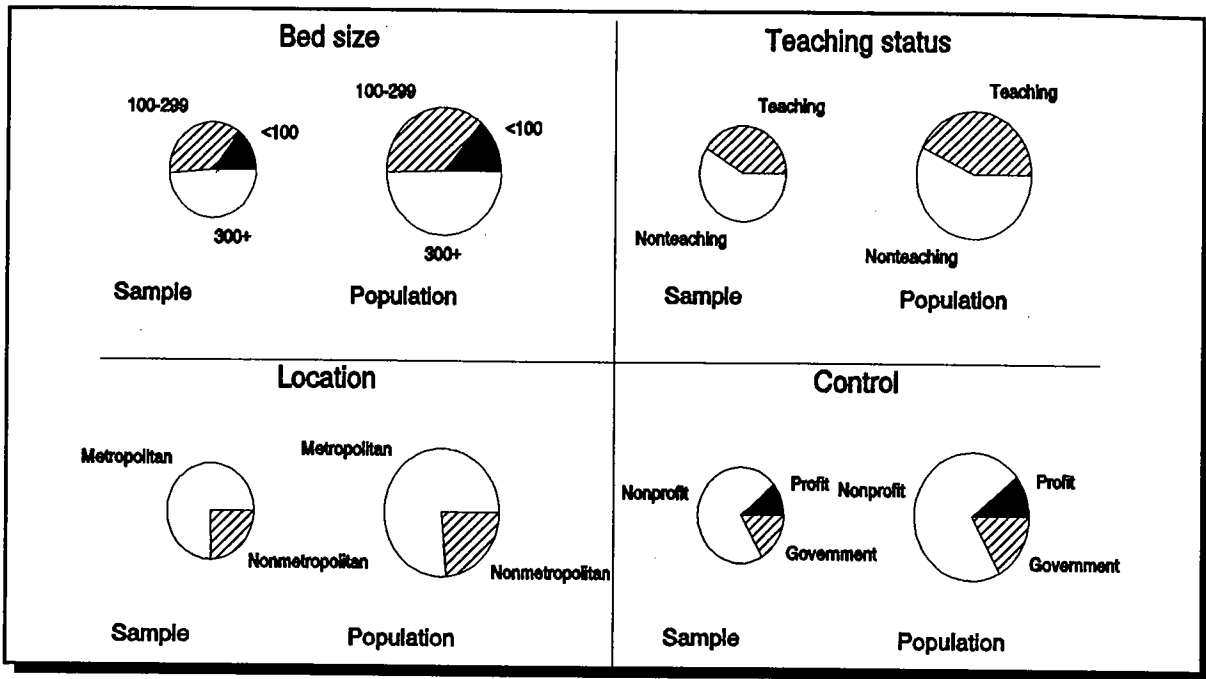 Bed size
100-299
<100
300+
Sample
100-299
<100
300+
Population
Teaching status
Teaching
Nonteaching
Sample
Teaching
Nonteaching
Population
Location
Metropolitan
Nonmetropolitan
Sample
Metropolitan
Nonmetropolitan
Population
Control
Nonprofit
Profit
Government
Sample
Nonprofit
Profit
Government
Population